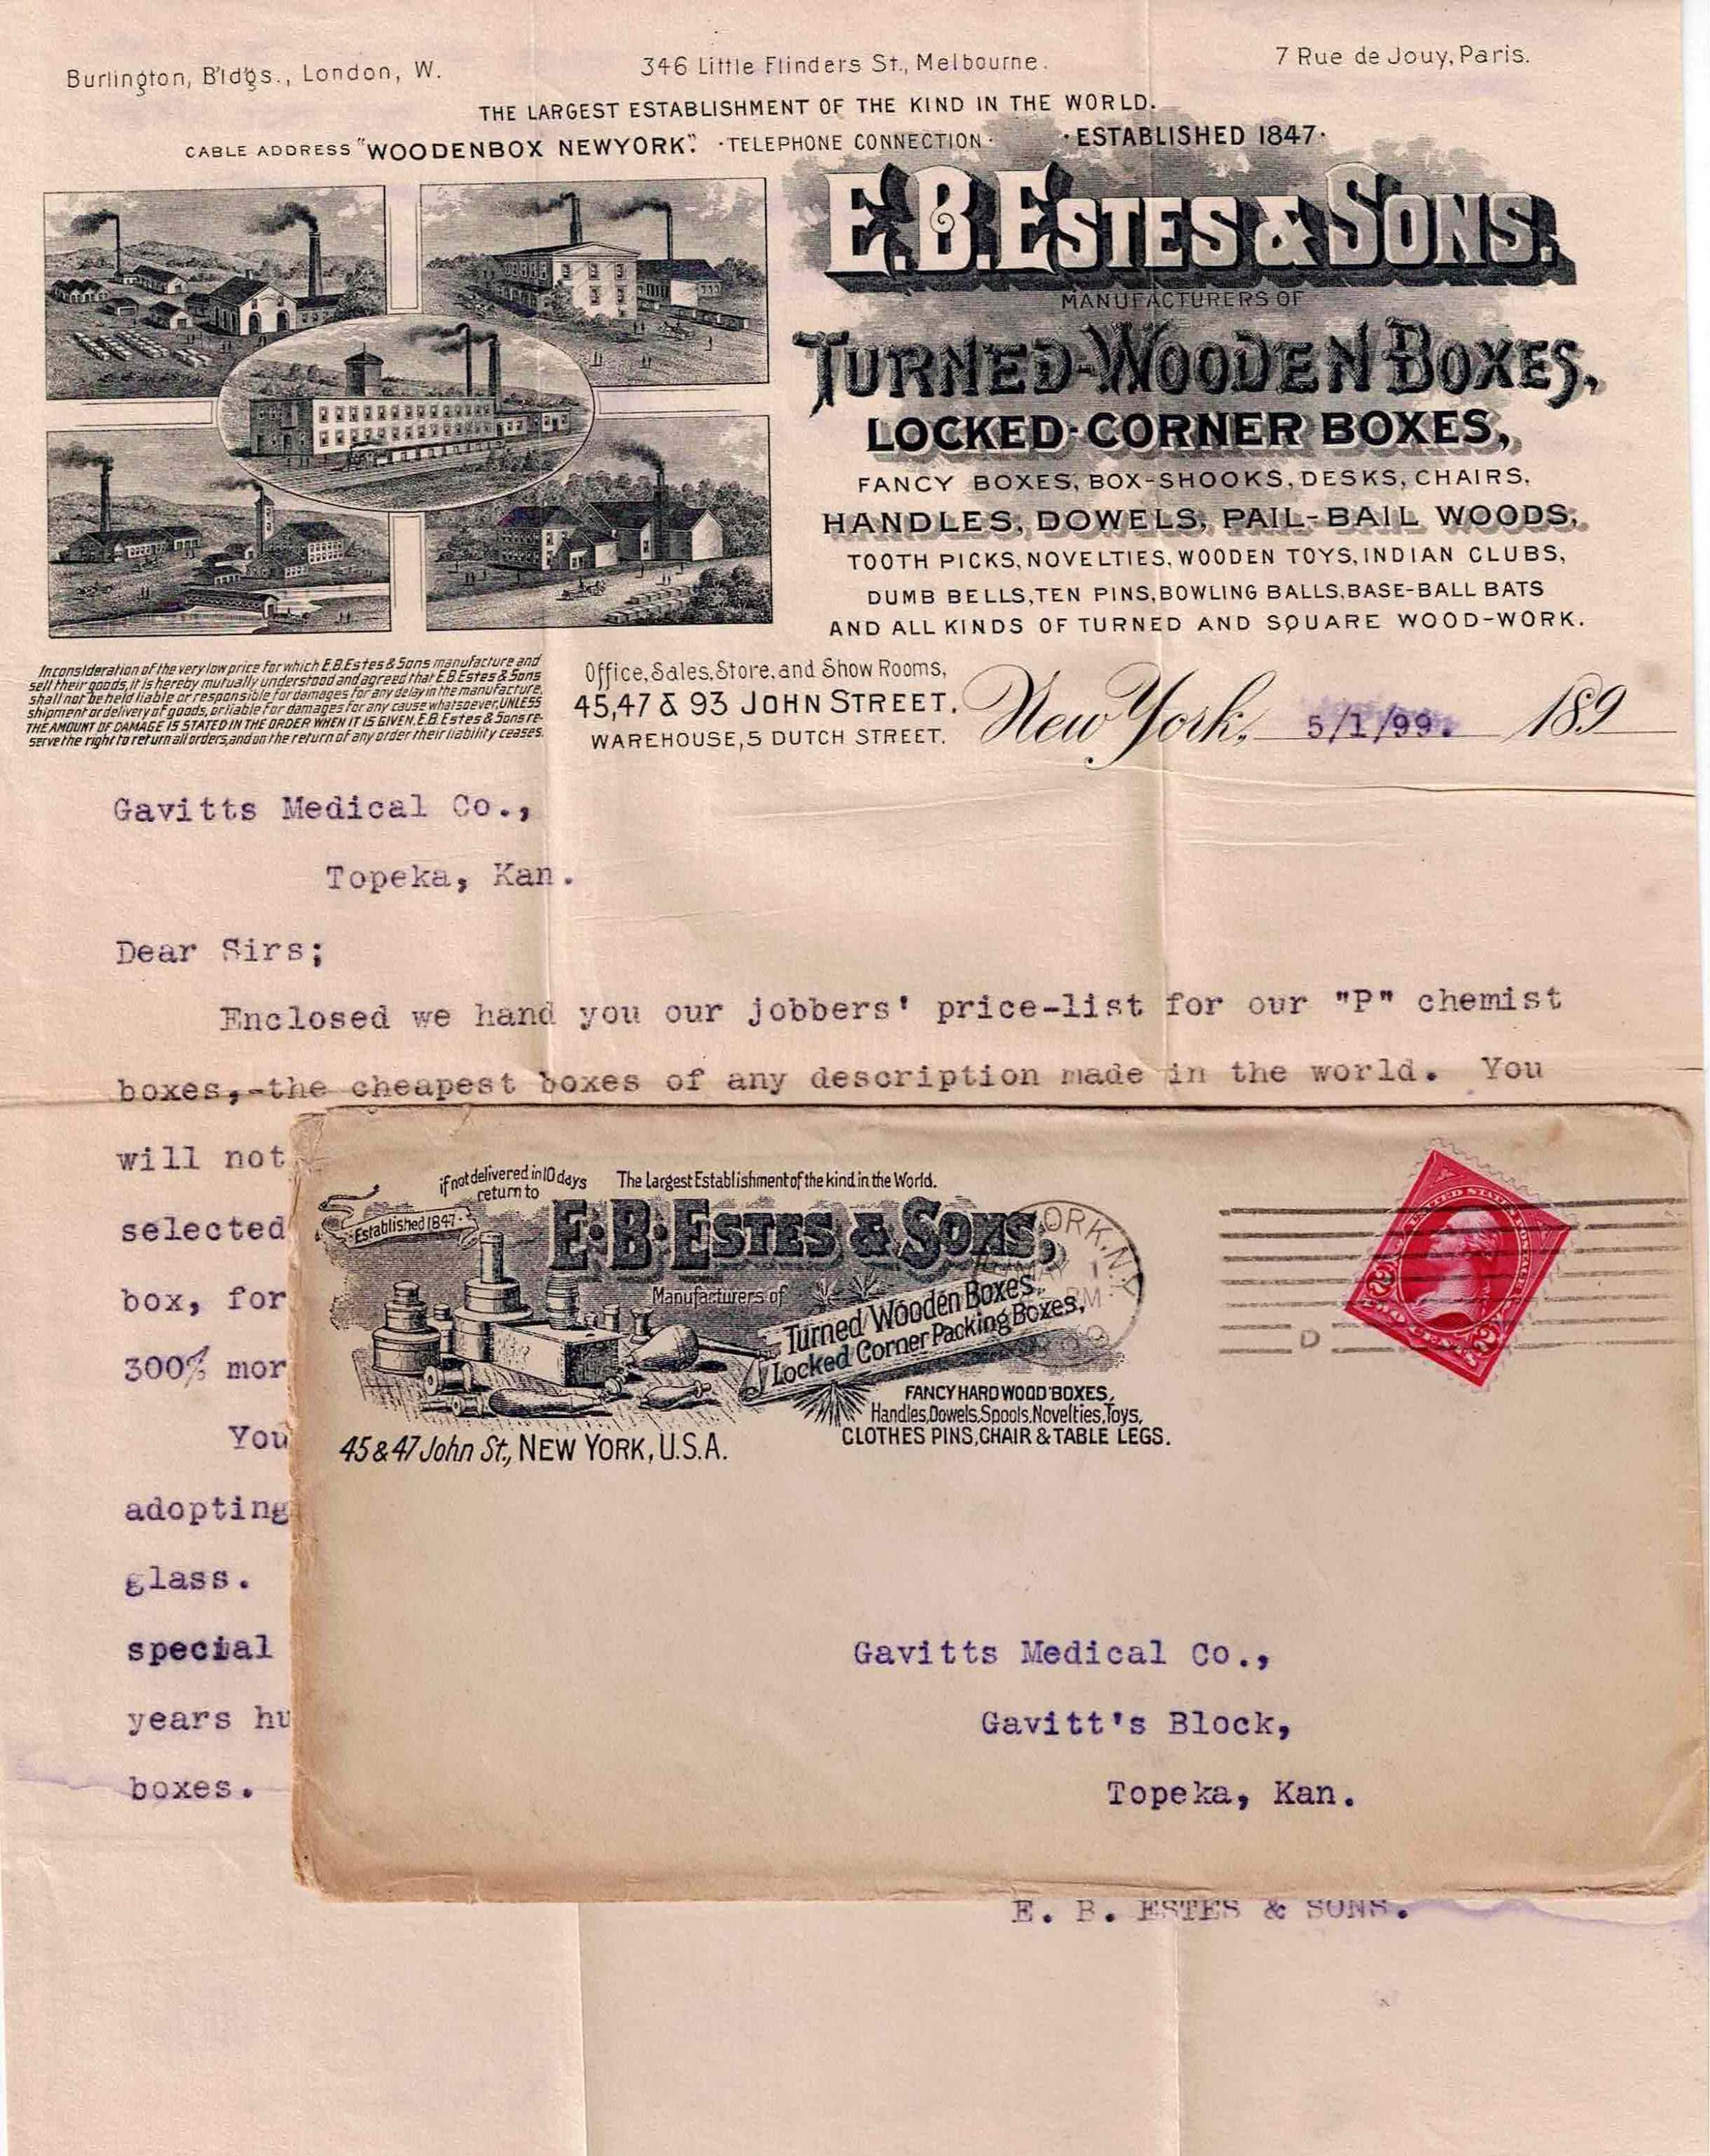 Burlington, B'ld'gs., London, W.
346 Little Flinders St., Melbourne.
7 Rue de Jouy, Paris.
THE LARGEST ESTABLISHMENT OF THE KIND IN THE WORLD.
CABLE ADDRESS "WOODENBOX NEWYORK". ·TELEPHONE CONNECTION·
·ESTABLISHED 1847·
E.B. ESTES & SONS.
MANUFACTURERS OF
TURNED-WOODEN BOXES,
LOCKED·CORNER BOXES,
FANCY BOXES, BOX-SHOOKS, DESKS, CHAIRS,
HANDLES, DOWELS, PAIL-BAIL WOODS,
TOOTH PICKS, NOVELTIES, WOODEN TOYS, INDIAN CLUBS,
DUMB BELLS, TEN PINS, BOWLING BALLS, BASE-BALL BATS
AND ALL KINDS OF TURNED AND SQUARE WOOD-WORK.
In consideration of the very low price for which E.B. Estes & Sons manufacture and
sell their goods, it is hereby mutually understood and agreed that E.B. Estes & Sons
shall not be held liable or responsible for damages for any delay in the manufacture,
shipment or delivery of goods, or liable for damages for any cause whatsoever, UNLESS
THE AMOUNT OF DAMAGE IS STATED IN THE ORDER WHEN IT IS GIVEN. E.B. Estes & Sons re-
serve the right to return all orders, and on the return of any order their liability ceases.
Office, Sales, Store, and Show Rooms,
45, 47 & 93 JOHN STREET.
WAREHOUSE, 5 DUTCH STREET.
New York, 5/1/99. 189
Gavitts Medical Co.,
Topeka, Kan.
Dear Sirs;
Enclosed we hand you our jobbers' price-list for our "P" chemist
boxes,-the cheapest boxes of any description made in the world. You
will not
selected
box, for
300% mor
You
adopting
glass.
special
years hu
boxes.
E. B. ESTES & SONS.
if not delivered in 10 days
return to
The Largest Establishment of the kind in the World.
·Established 1847·
E·B·ESTES & SONS,
Manufacturers of
Turned Wooden Boxes,
Locked Corner Packing Boxes,
FANCY HARD WOOD BOXES,
Handles, Dowels, Spools, Novelties, Toys,
CLOTHES PINS, CHAIR & TABLE LEGS.
45 & 47 John St., NEW YORK, U.S.A.
ORK, N.Y.
MAY 1
PM
D
2 2
Gavitts Medical Co.,
Gavitt's Block,
Topeka, Kan.